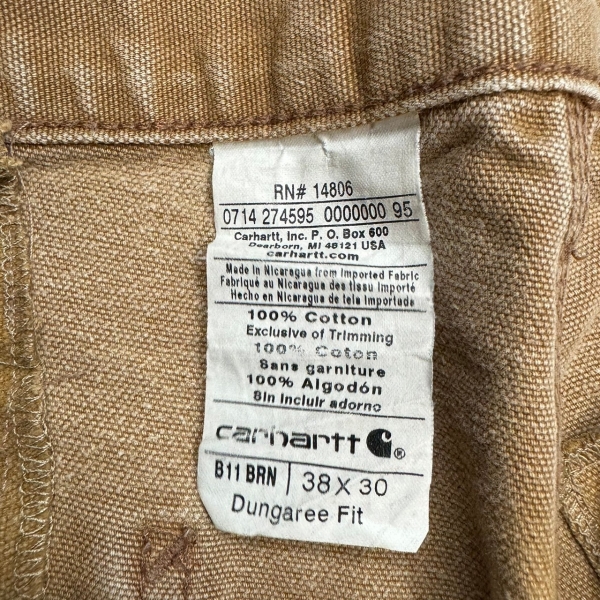 RN# 14806
0714 274595 0000000 95
Carhartt, Inc. P. O. Box 600
Dearborn, MI 48121 USA
carhartt.com
Made in Nicaragua from Imported Fabric
Fabriqué au Nicaragua des tissu Importé
Hecho en Nicaragua de tela Importade
100% Cotton
Exclusive of Trimming
100% Coton
Sans garniture
100% Algodón
Sin incluir adorno
carhartt ®
B11 BRN | 38 X 30
Dungaree Fit